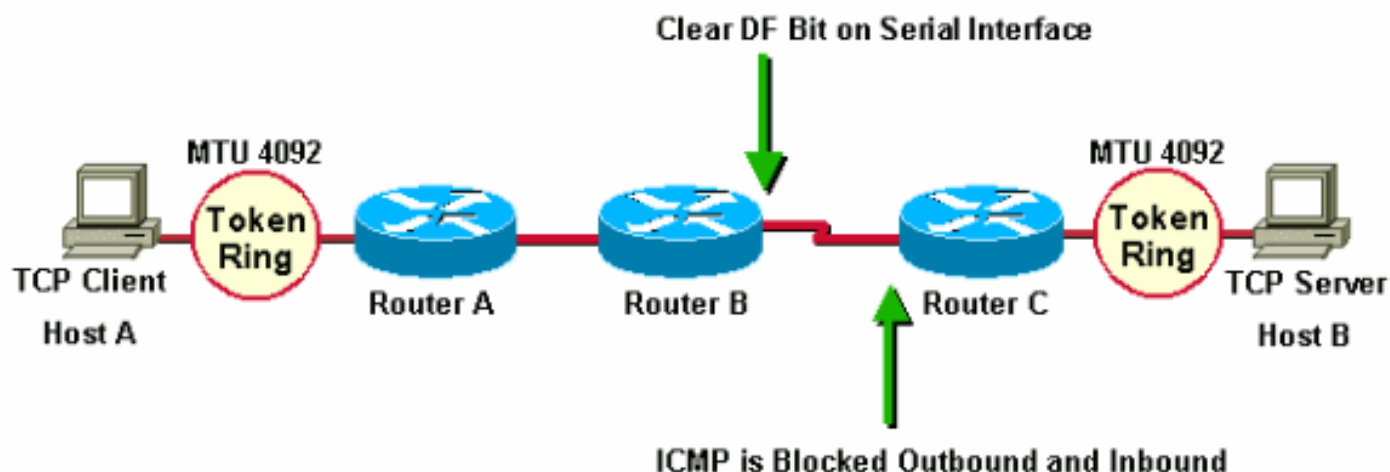 Clear DF Bit on Serial Interface
MTU 4092
MTU 4092
Token
Ring
Token
Ring
TCP Client
Router A
Router B
Router C
TCP Server
Host A
Host B
ICMP is Blocked Outbound and Inbound